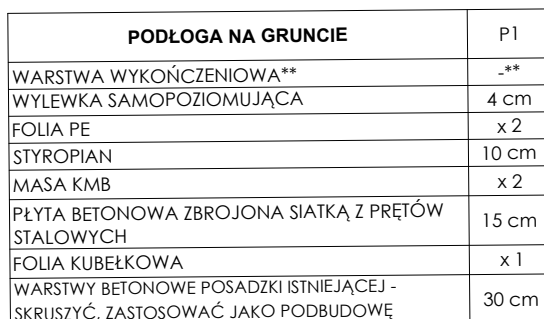 PODŁOGA NA GRUNCIE P1
WARSTWA WYKOŃCZENIOWA** -**
WYLEWKA SAMOPOZIOMUJĄCA 4 cm
FOLIA PE x 2
STYROPIAN 10 cm
MASA KMB x 2
PŁYTA BETONOWA ZBROJONA SIATKĄ Z PRĘTÓW
STALOWYCH 15 cm
FOLIA KUBEŁKOWA x 1
WARSTWY BETONOWE POSADZKI ISTNIEJĄCEJ -
SKRUSZYĆ, ZASTOSOWAĆ JAKO PODBUDOWĘ 30 cm